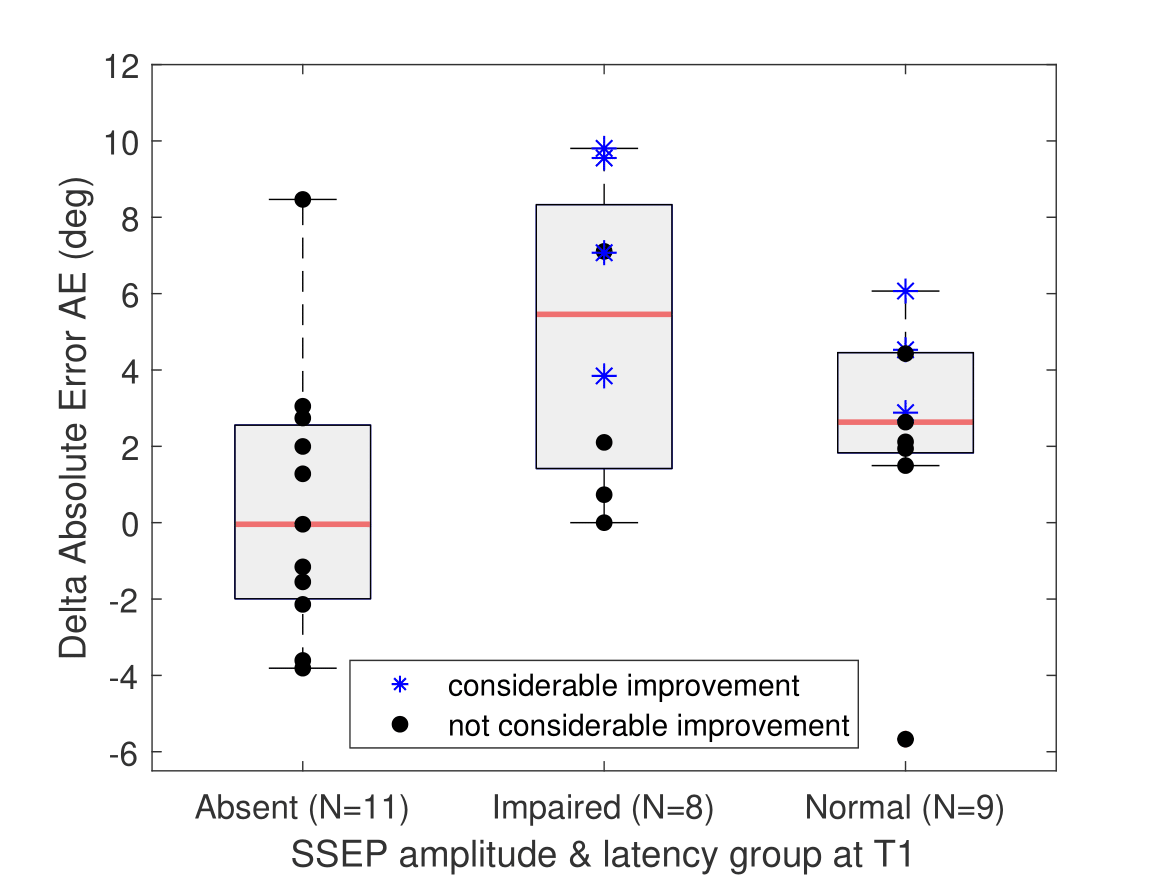 12
10
8
6
4
2
0
-2
-4
-6
Delta Absolute Error AE (deg)
considerable improvement
not considerable improvement
Absent (N=11) Impaired (N=8) Normal (N=9)
SSEP amplitude & latency group at T1